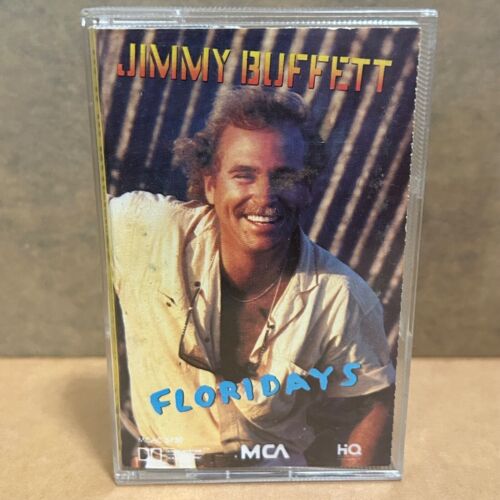 JIMMY BUFFETT
FLORIDAYS
MCA
HQ